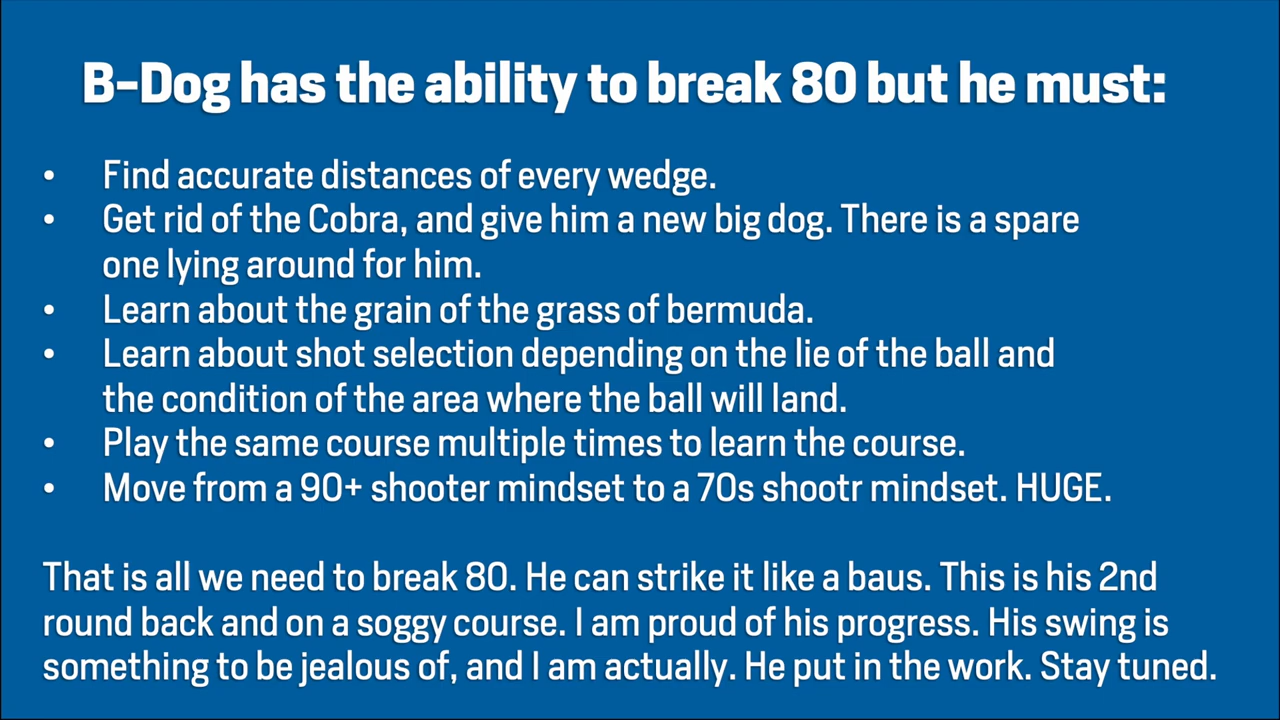 B-Dog has the ability to break 80 but he must:
• Find accurate distances of every wedge.
• Get rid of the Cobra, and give him a new big dog. There is a spare
one lying around for him.
• Learn about the grain of the grass of bermuda.
• Learn about shot selection depending on the lie of the ball and
the condition of the area where the ball will land.
• Play the same course multiple times to learn the course.
• Move from a 90+ shooter mindset to a 70s shootr mindset. HUGE.
That is all we need to break 80. He can strike it like a baus. This is his 2nd
round back and on a soggy course. I am proud of his progress. His swing is
something to be jealous of, and I am actually. He put in the work. Stay tuned.